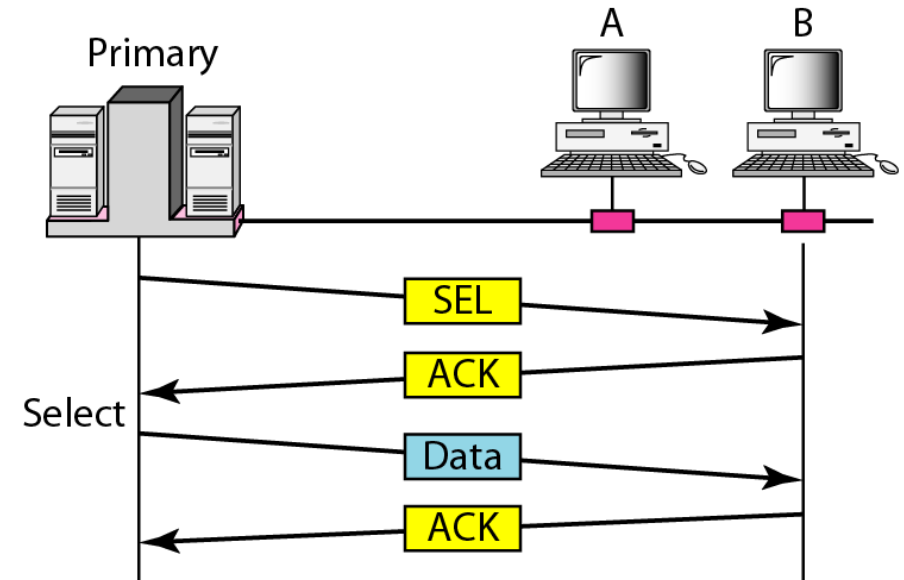 A
B
Primary
SEL
ACK
Select
Data
ACK